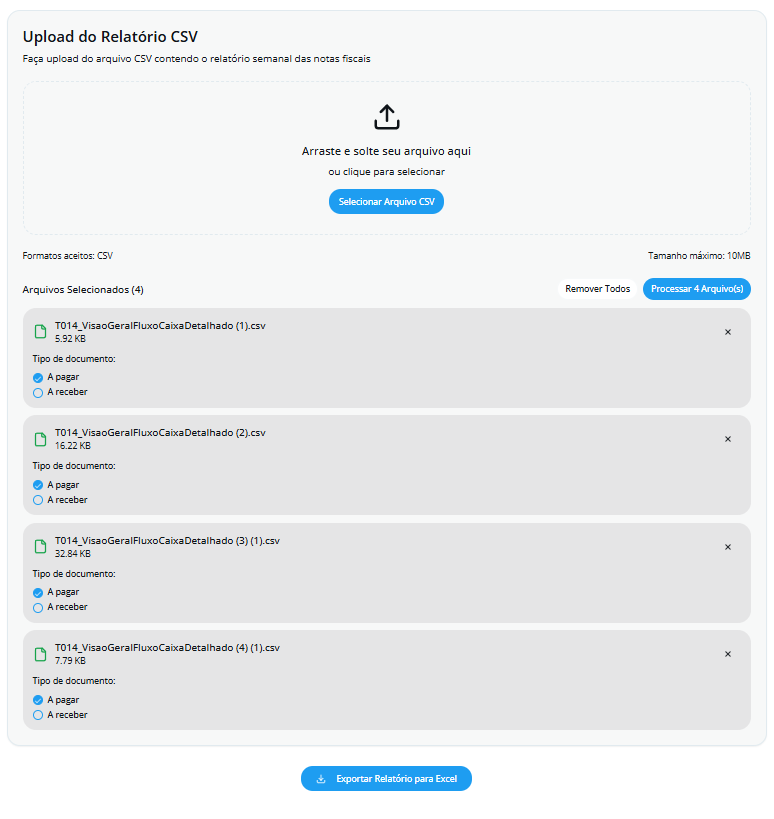 Upload do Relatório CSV
Faça upload do arquivo CSV contendo o relatório semanal das notas fiscais
Arraste e solte seu arquivo aqui
ou clique para selecionar
Selecionar Arquivo CSV
Formatos aceitos: CSV
Tamanho máximo: 10MB
Arquivos Selecionados (4)
Remover Todos
Processar 4 Arquivo(s)
T014_VisaoGeralFluxoCaixaDetalhado (1).csv
5.92 KB
Tipo de documento:
A pagar
A receber
T014_VisaoGeralFluxoCaixaDetalhado (2).csv
16.22 KB
Tipo de documento:
A pagar
A receber
T014_VisaoGeralFluxoCaixaDetalhado (3) (1).csv
32.84 KB
Tipo de documento:
A pagar
A receber
T014_VisaoGeralFluxoCaixaDetalhado (4) (1).csv
7.79 KB
Tipo de documento:
A pagar
A receber
Exportar Relatório para Excel